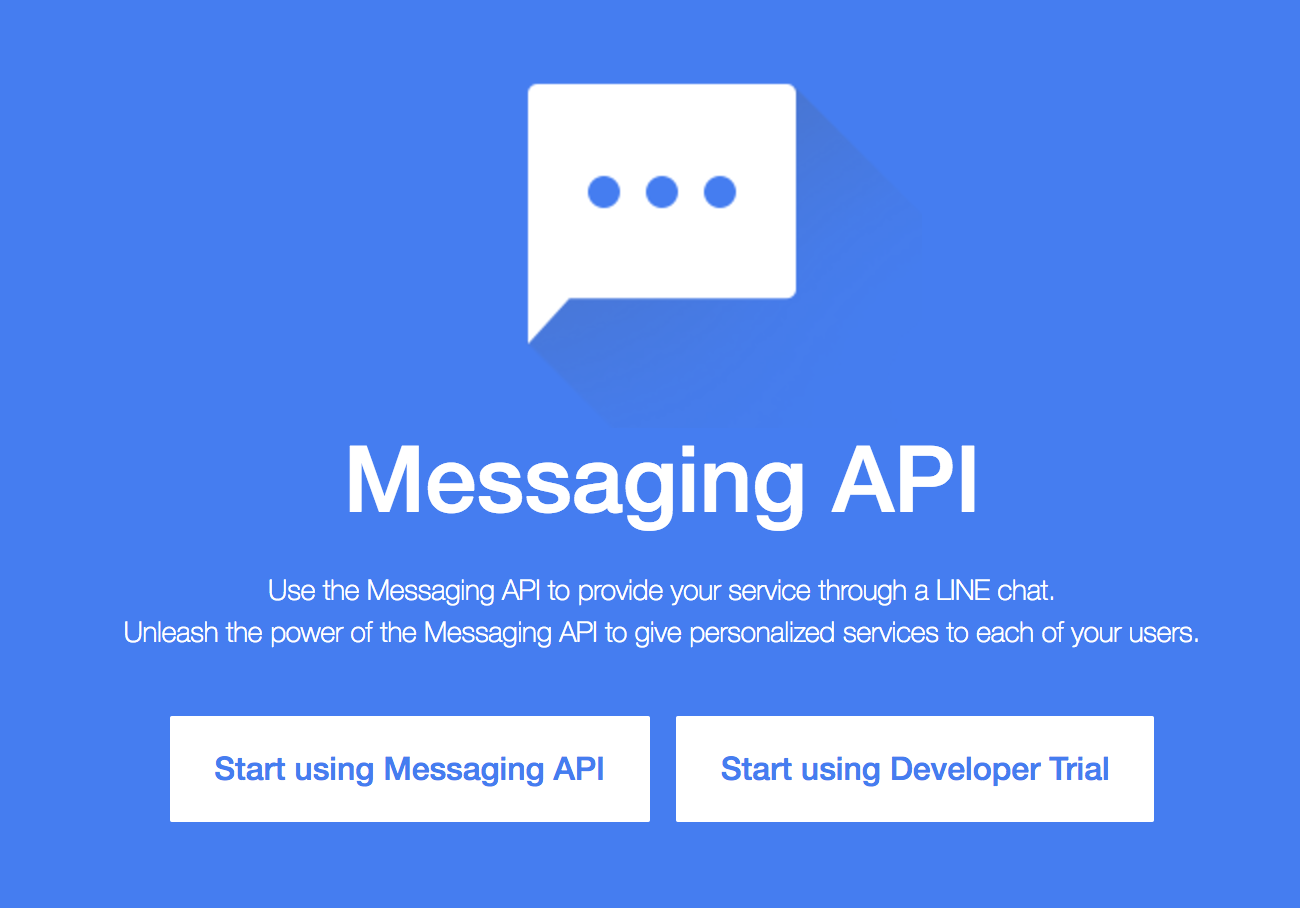 Messaging API
Use the Messaging API to provide your service through a LINE chat.
Unleash the power of the Messaging API to give personalized services to each of your users.
Start using Messaging API
Start using Developer Trial